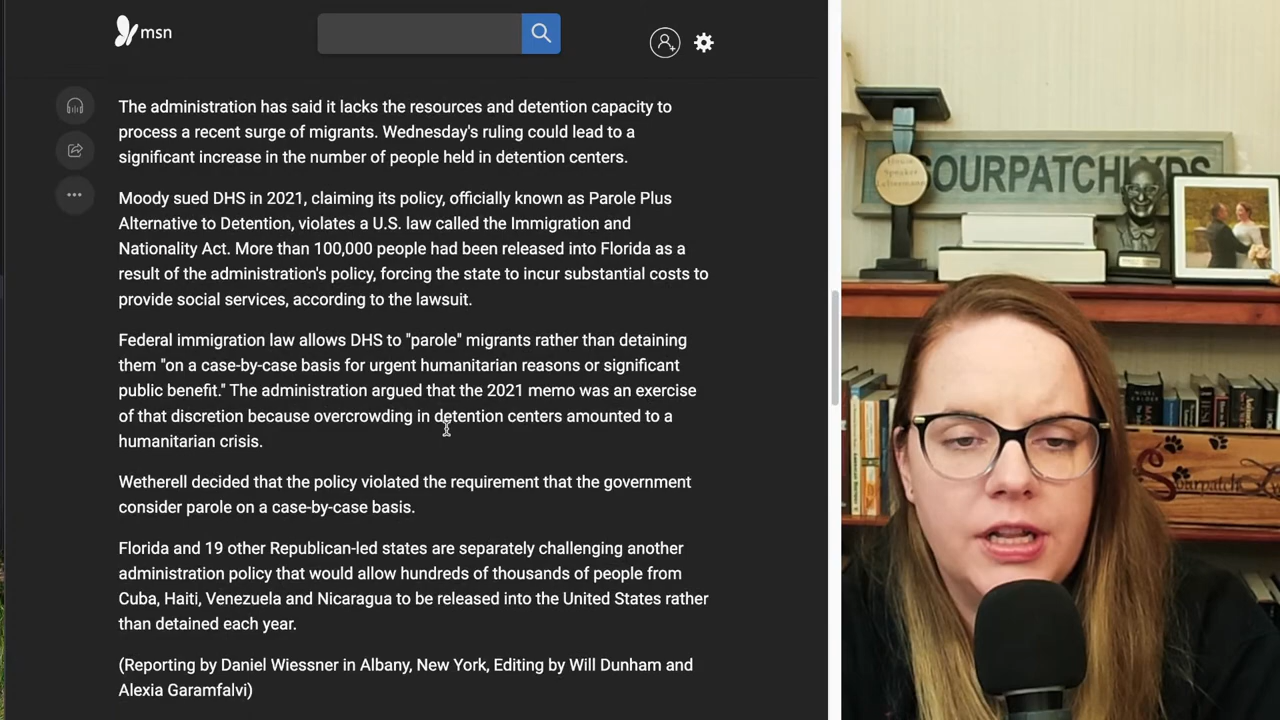 msn
The administration has said it lacks the resources and detention capacity to
process a recent surge of migrants. Wednesday's ruling could lead to a
significant increase in the number of people held in detention centers.
Moody sued DHS in 2021, claiming its policy, officially known as Parole Plus
Alternative to Detention, violates a U.S. law called the Immigration and
Nationality Act. More than 100,000 people had been released into Florida as a
result of the administration's policy, forcing the state to incur substantial costs to
provide social services, according to the lawsuit.
Federal immigration law allows DHS to "parole" migrants rather than detaining
them "on a case-by-case basis for urgent humanitarian reasons or significant
public benefit." The administration argued that the 2021 memo was an exercise
of that discretion because overcrowding in detention centers amounted to a
humanitarian crisis.
Wetherell decided that the policy violated the requirement that the government
consider parole on a case-by-case basis.
Florida and 19 other Republican-led states are separately challenging another
administration policy that would allow hundreds of thousands of people from
Cuba, Haiti, Venezuela and Nicaragua to be released into the United States rather
than detained each year.
(Reporting by Daniel Wiessner in Albany, New York, Editing by Will Dunham and
Alexia Garamfalvi)
SOURPATCHLYDS